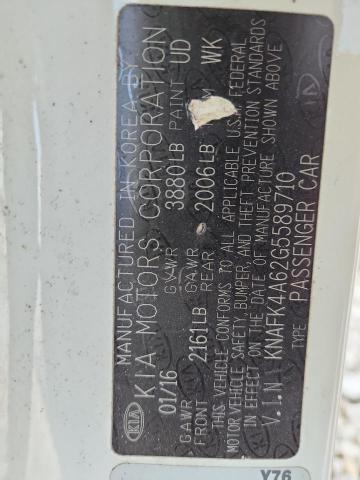 MANUFACTURED IN KOREA BY
KIA MOTORS CORPORATION
01/16 GVWR 3880LB PAINT UD
GAWR FRONT 2161LB GAWR REAR 2006LB WK
THIS VEHICLE CONFORMS TO ALL APPLICABLE U.S.A. FEDERAL
MOTOR VEHICLE SAFETY, BUMPER, AND THEFT PREVENTION STANDARDS
IN EFFECT ON THE DATE OF MANUFACTURE SHOWN ABOVE
V.I.N KNAFK4A62G5589710
TYPE PASSENGER CAR
KIA
Y76